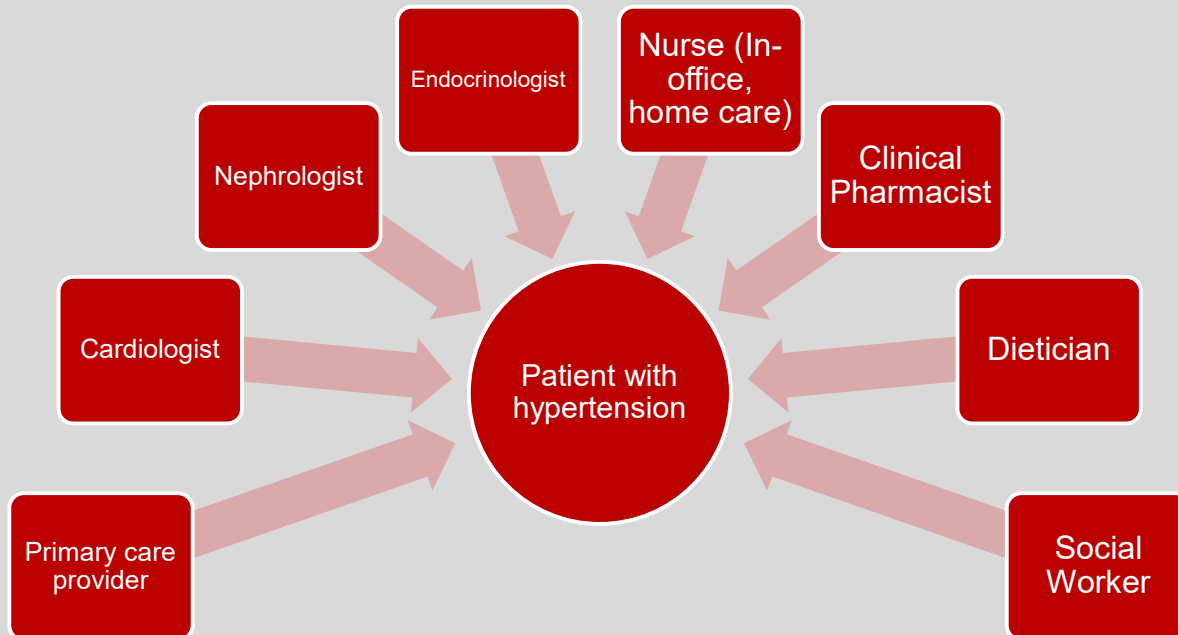 Endocrinologist
Nurse (In-
office,
home care)
Nephrologist
Clinical
Pharmacist
Cardiologist
Dietician
Patient with
hypertension
Primary care
provider
Social
Worker